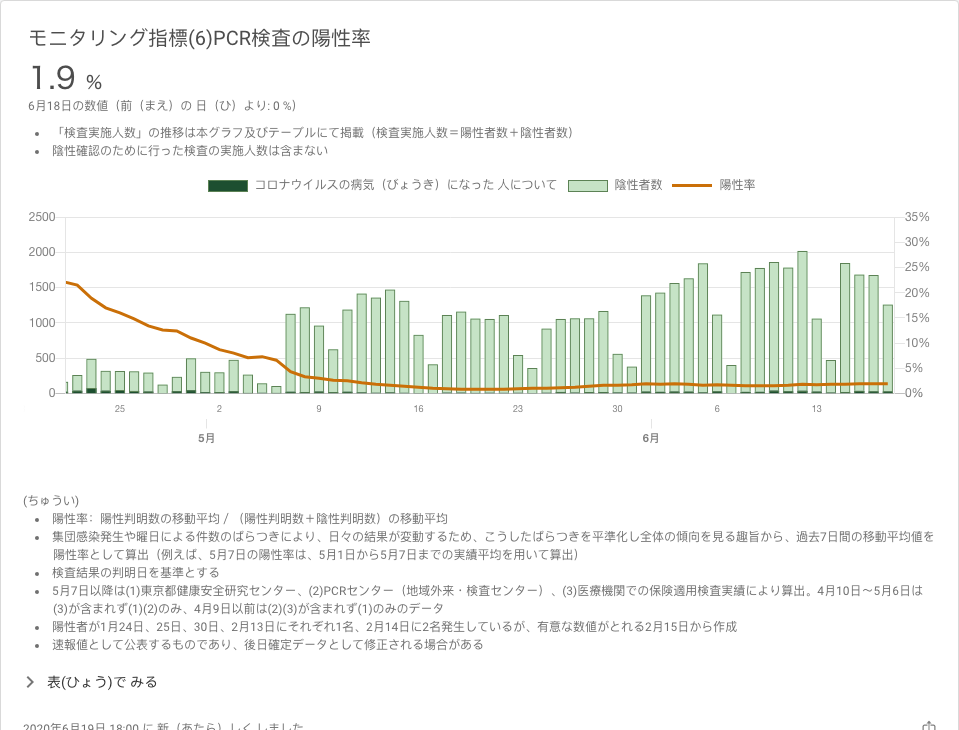 モニタリング指標(6)PCR検査の陽性率
1.9 %
6月18日の数値（前（まえ）の 日（ひ）より: 0 %）
• 「検査実施人数」の推移は本グラフ及びテーブルにて掲載（検査実施人数＝陽性者数＋陰性者数）
• 陰性確認のために行った検査の実施人数は含まない
コロナウイルスの病気（びょうき）になった 人について 陰性者数 陽性率
2500 35%
30%
2000
25%
1500 20%
15%
1000
10%
500
5%
0 0%
25 2 9 16 23 30 6 13
5月 6月
(ちゅうい)
• 陽性率：陽性判明数の移動平均 / （陽性判明数＋陰性判明数）の移動平均
• 集団感染発生や曜日による件数のばらつきにより、日々の結果が変動するため、こうしたばらつきを平準化し全体の傾向を見る趣旨から、過去7日間の移動平均値を
陽性率として算出（例えば、5月7日の陽性率は、5月1日から5月7日までの実績平均を用いて算出）
• 検査結果の判明日を基準とする
• 5月7日以降は(1)東京都健康安全研究センター、(2)PCRセンター（地域外来・検査センター）、(3)医療機関での保険適用検査実績により算出。4月10日～5月6日は
(3)が含まれず(1)(2)のみ、4月9日以前は(2)(3)が含まれず(1)のみのデータ
• 陽性者が1月24日、25日、30日、2月13日にそれぞれ1名、2月14日に2名発生しているが、有意な数値がとれる2月15日から作成
• 速報値として公表するものであり、後日確定データとして修正される場合がある
表(ひょう)で みる
2020年6月19日 18:00 に 新（あたら）しく しました